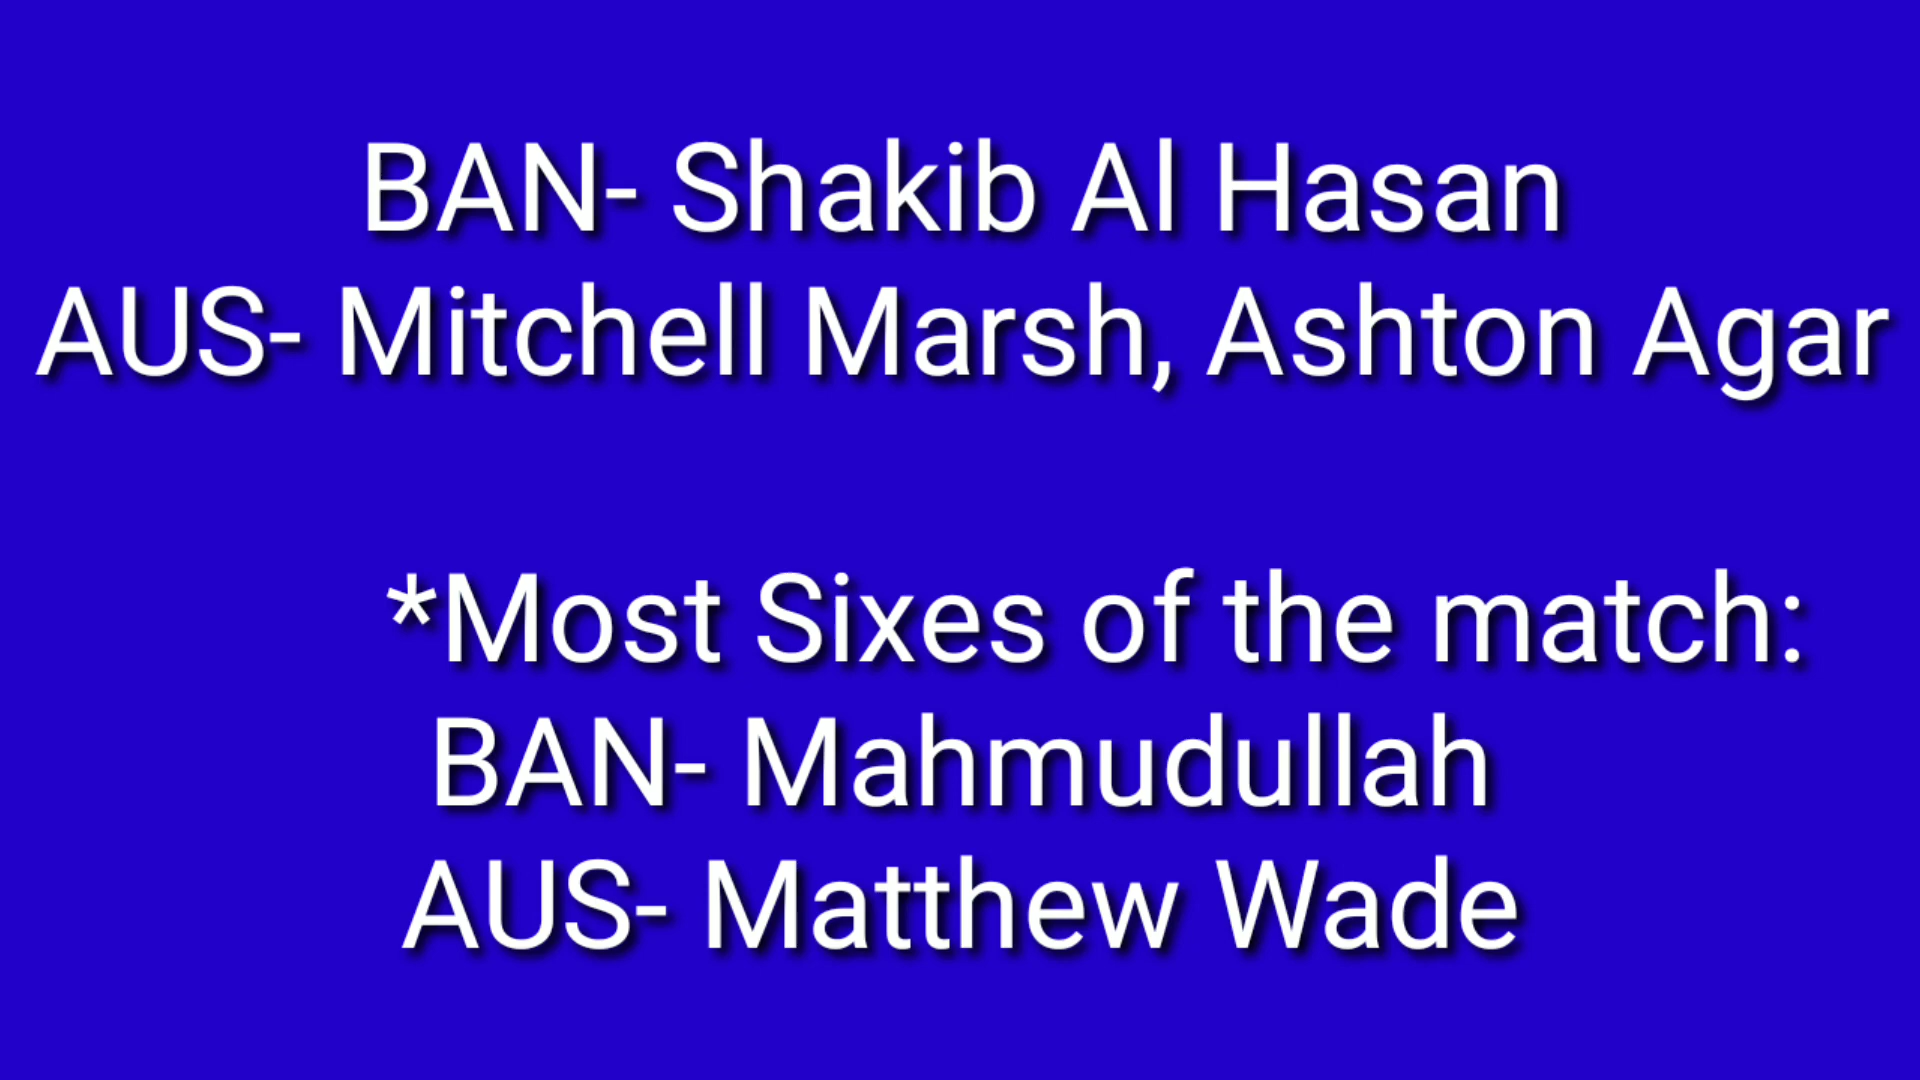 BAN- Shakib Al Hasan
AUS- Mitchell Marsh, Ashton Agar
*Most Sixes of the match:
BAN- Mahmudullah
AUS- Matthew Wade